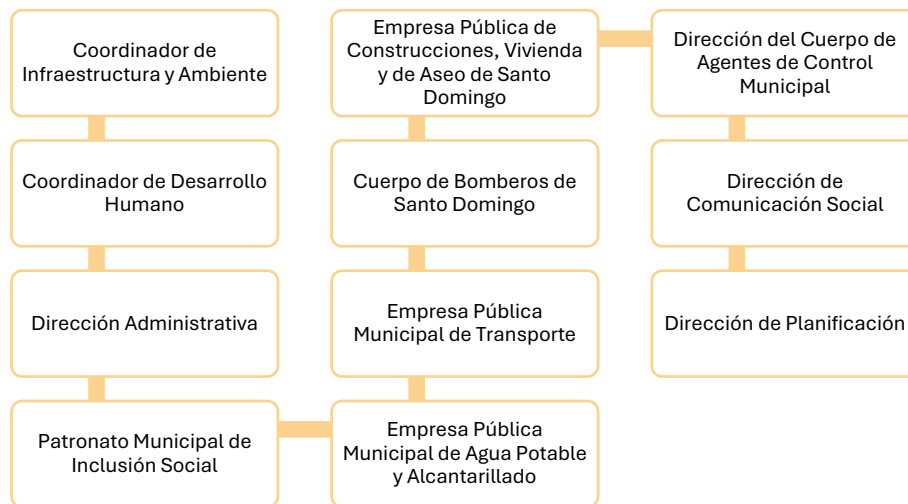 Coordinador de
Infraestructura y Ambiente
Coordinador de Desarrollo
Humano
Dirección Administrativa
Patronato Municipal de
Inclusión Social
Empresa Pública
Municipal de Agua Potable
y Alcantarillado
Empresa Pública
Municipal de Transporte
Cuerpo de Bomberos de
Santo Domingo
Empresa Pública de
Construcciones, Vivienda
y de Aseo de Santo
Domingo
Dirección del Cuerpo de
Agentes de Control
Municipal
Dirección de
Comunicación Social
Dirección de Planificación